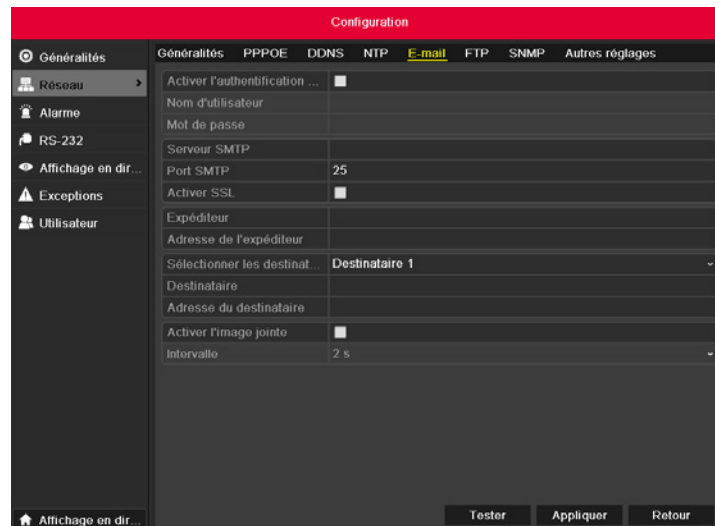 Configuration
Généralités
Réseau
Alarme
RS-232
Affichage en dir...
Exceptions
Utilisateur
Affichage en dir...
Généralités PPPOE DDNS NTP E-mail FTP SNMP Autres réglages
Activer l'authentification ...
Nom d'utilisateur
Mot de passe
Serveur SMTP
Port SMTP 25
Activer SSL
Expéditeur
Adresse de l'expéditeur
Sélectionner les destinat... Destinataire 1
Destinataire
Adresse du destinataire
Activer l'image jointe
Intervalle 2 s
Tester Appliquer Retour